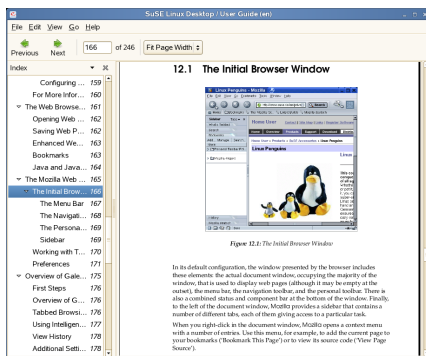 SuSE Linux Desktop / User Guide (en)
File Edit View Go Help
Previous Next 166 of 246 Fit Page Width
Index
Configuring ... 159
For More Infor... 160
The Web Browse... 161
Opening Web ... 162
Saving Web P... 162
Enhanced We... 163
Bookmarks 163
Java and Java... 164
The Mozilla Web ... 165
The Initial Brow... 166
The Menu Bar 167
The Navigati... 168
The Persona... 169
Sidebar 169
Working with T... 170
Preferences 171
Overview of Gale... 175
First Steps 176
Overview of G... 176
Tabbed Browsi... 176
Using Intelligen... 177
View History 178
Additional Setti... 178
12.1 The Initial Browser Window
Linux Penguins - Mozilla
Home User
Linux Penguins
Figure 12.1: The Initial Browser Window
In its default configuration, the window presented by the browser includes
these elements: the actual document window, occupying the majority of the
window, that is used to display web pages (although it may be empty at the
outset), the menu bar, the navigation toolbar, and the personal toolbar. There is
also a combined status and component bar at the bottom of the window. Finally,
to the left of the document window, Mozilla provides a sidebar that contains a
number of different tabs, each of them giving access to a particular task.
When you right-click in the document window, Mozilla opens a context menu
with a number of entries. Use this menu, for example, to add the current page to
your bookmarks ('Bookmark This Page') or to view its source code ('View Page
Source').